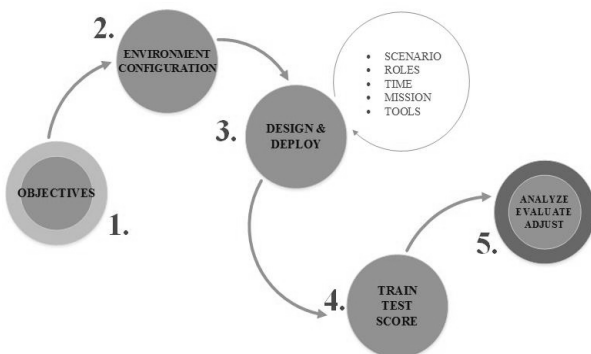 1.
OBJECTIVES
2.
ENVIRONMENT
CONFIGURATION
3.
DESIGN &
DEPLOY
• SCENARIO
• ROLES
• TIME
• MISSION
• TOOLS
4.
TRAIN
TEST
SCORE
5.
ANALYZE
EVALUATE
ADJUST